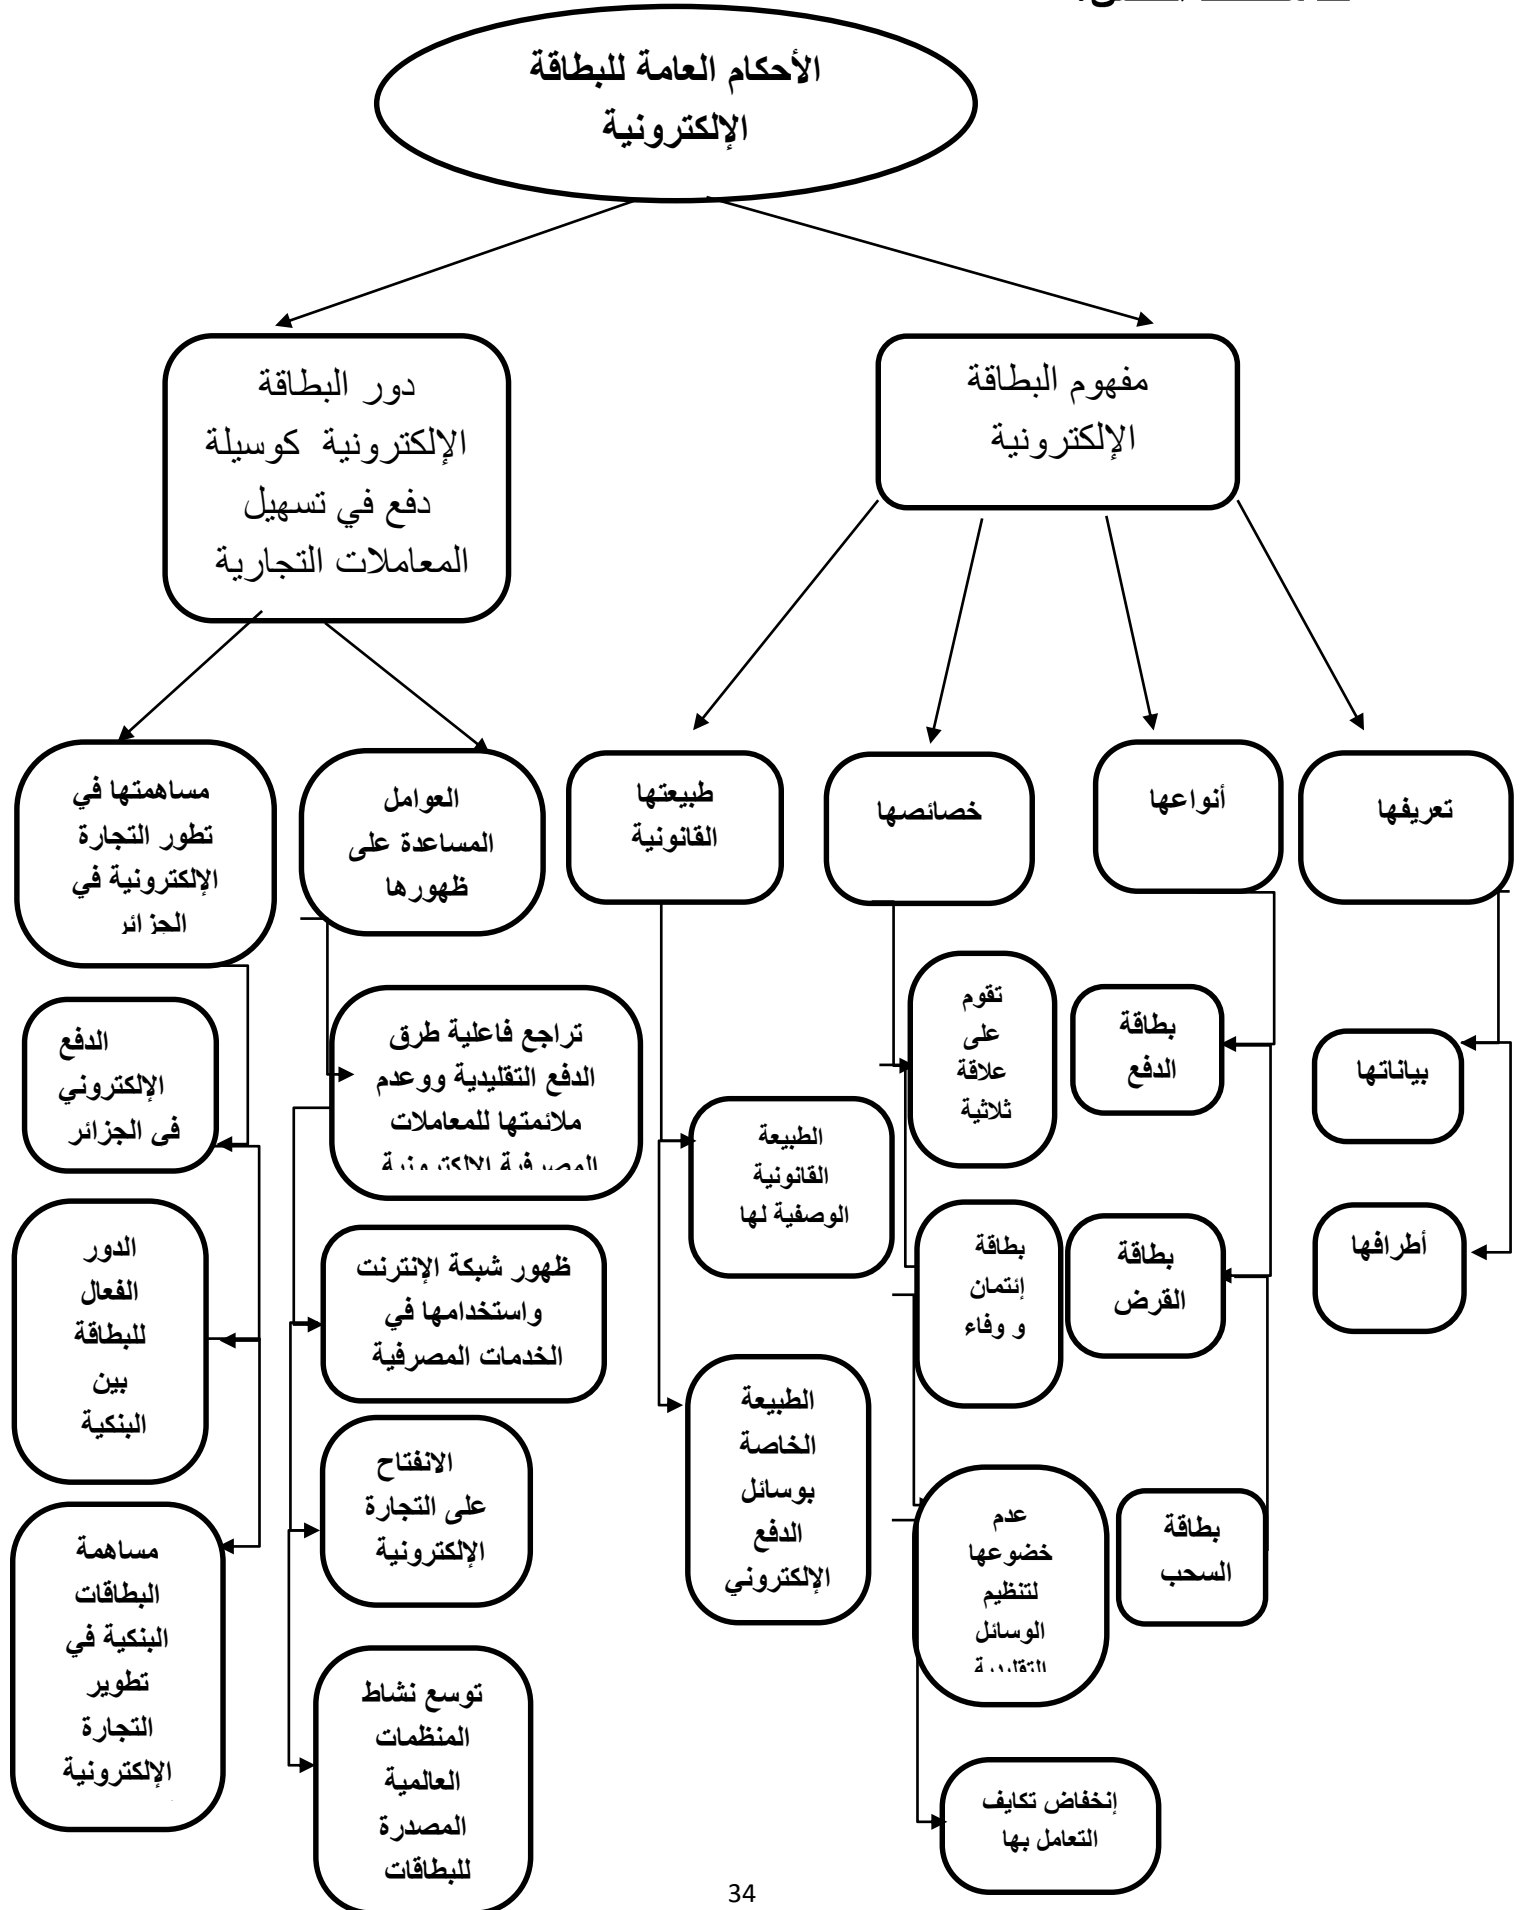 الأحكام العامة للبطاقة
الإلكترونية
مفهوم البطاقة
الإلكترونية
دور البطاقة
الإلكترونية كوسيلة
دفع في تسهيل
المعاملات التجارية
تعريفها
أنواعها
خصائصها
طبيعتها
القانونية
العوامل
المساعدة على
ظهورها
مساهمتها في
تطور التجارة
الإلكترونية في
الجزائر
بياناتها
أطرافها
بطاقة
الدفع
بطاقة
القرض
بطاقة
السحب
تقوم
على
علاقة
ثلاثية
بطاقة
إئتمان
و وفاء
عدم
خضوعها
لتنظيم
الوسائل
التقليدية
إنخفاض تكايف
التعامل بها
الطبيعة
القانونية
الوصفية لها
الطبيعة
الخاصة
بوسائل
الدفع
الإلكتروني
تراجع فاعلية طرق
الدفع التقليدية ووعدم
ملائمتها للمعاملات
المصرفية الالكترونية
ظهور شبكة الإنترنت
واستخدامها في
الخدمات المصرفية
الانفتاح
على التجارة
الإلكترونية
توسع نشاط
المنظمات
العالمية
المصدرة
للبطاقات
الدفع
الإلكتروني
في الجزائر
الدور
الفعال
للبطاقة
بين
البنكية
مساهمة
البطاقات
البنكية في
تطوير
التجارة
الإلكترونية
34